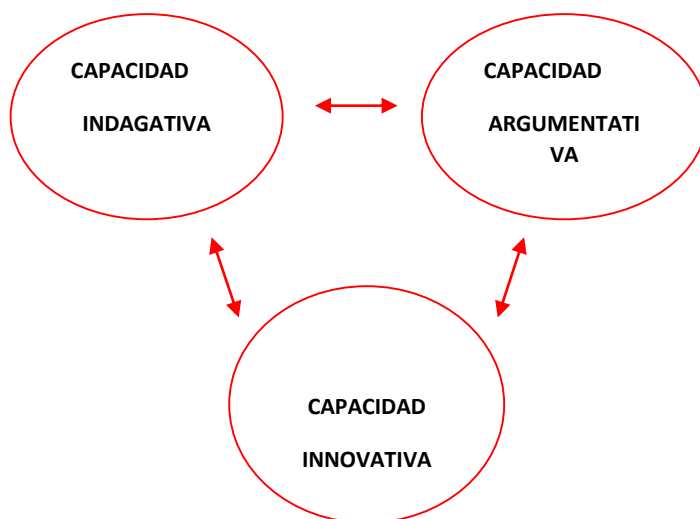 CAPACIDAD
INDAGATIVA
CAPACIDAD
ARGUMENTATI
VA
CAPACIDAD
INNOVATIVA